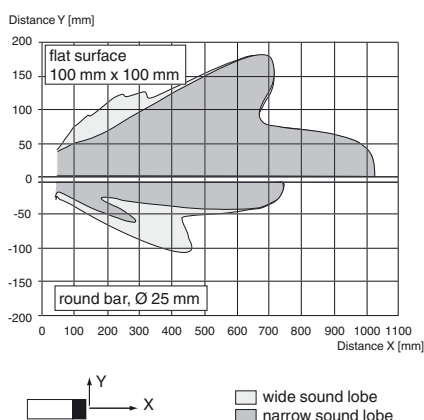 Distance Y [mm]
200
flat surface
100 mm x 100 mm
150
100
50
0
-50
-100
-150
round bar, Ø 25 mm
-200
0 100 200 300 400 500 600 700 800 900 1000 1100
Distance X [mm]
Y
X
wide sound lobe
narrow sound lobe